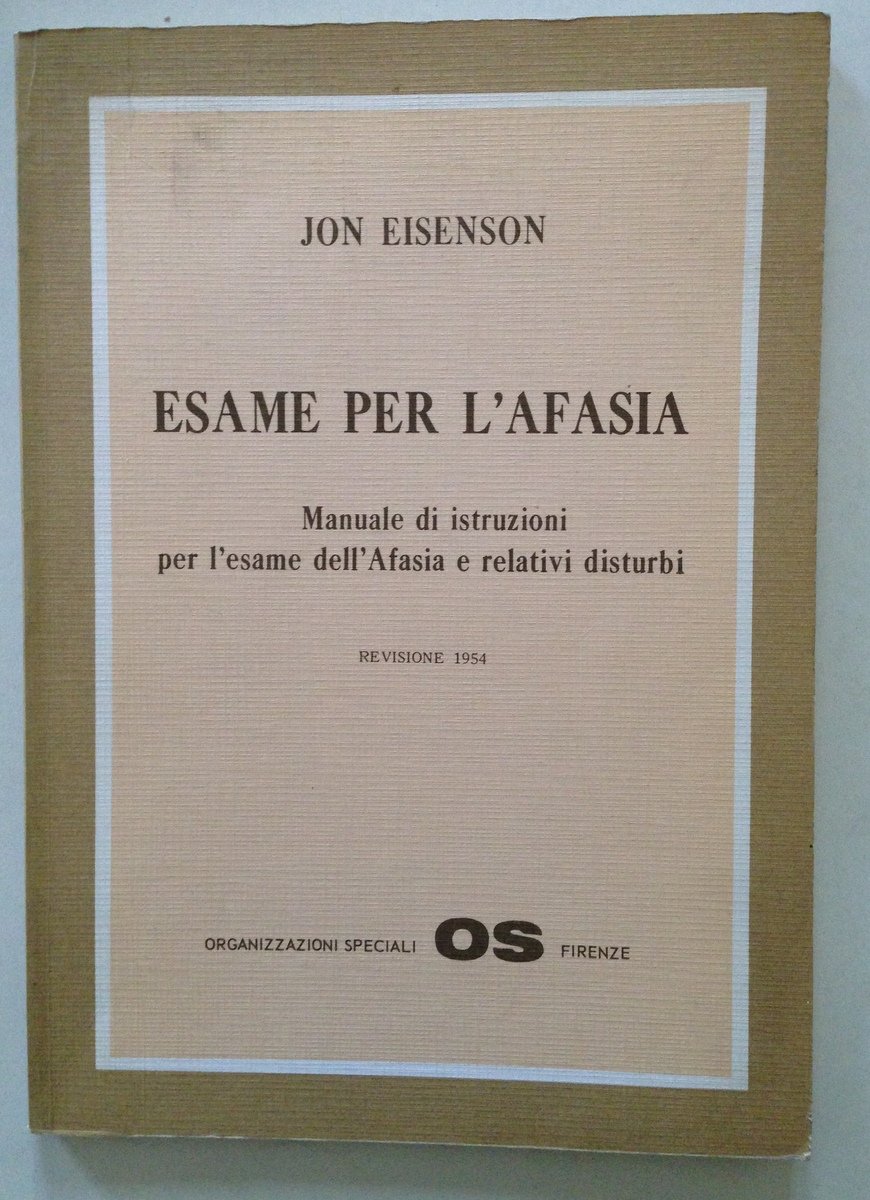 JON EISENSON
ESAME PER L'AFASIA
Manuale di istruzioni
per l'esame dell'Afasia e relativi disturbi
REVISIONE 1954
ORGANIZZAZIONI SPECIALI OS FIRENZE